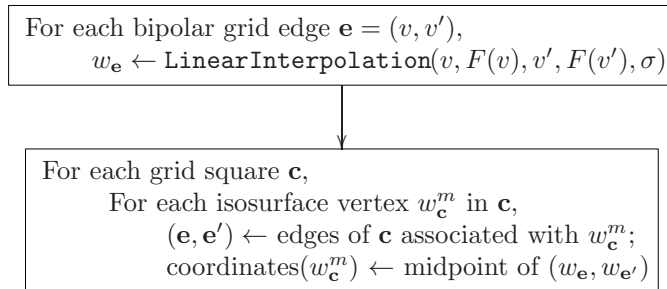 For each bipolar grid edge e = (v, v′),
w_e ← LinearInterpolation(v, F(v), v′, F(v′), σ)
For each grid square c,
For each isosurface vertex w_c^m in c,
(e, e′) ← edges of c associated with w_c^m;
coordinates(w_c^m) ← midpoint of (w_e, w_e′)